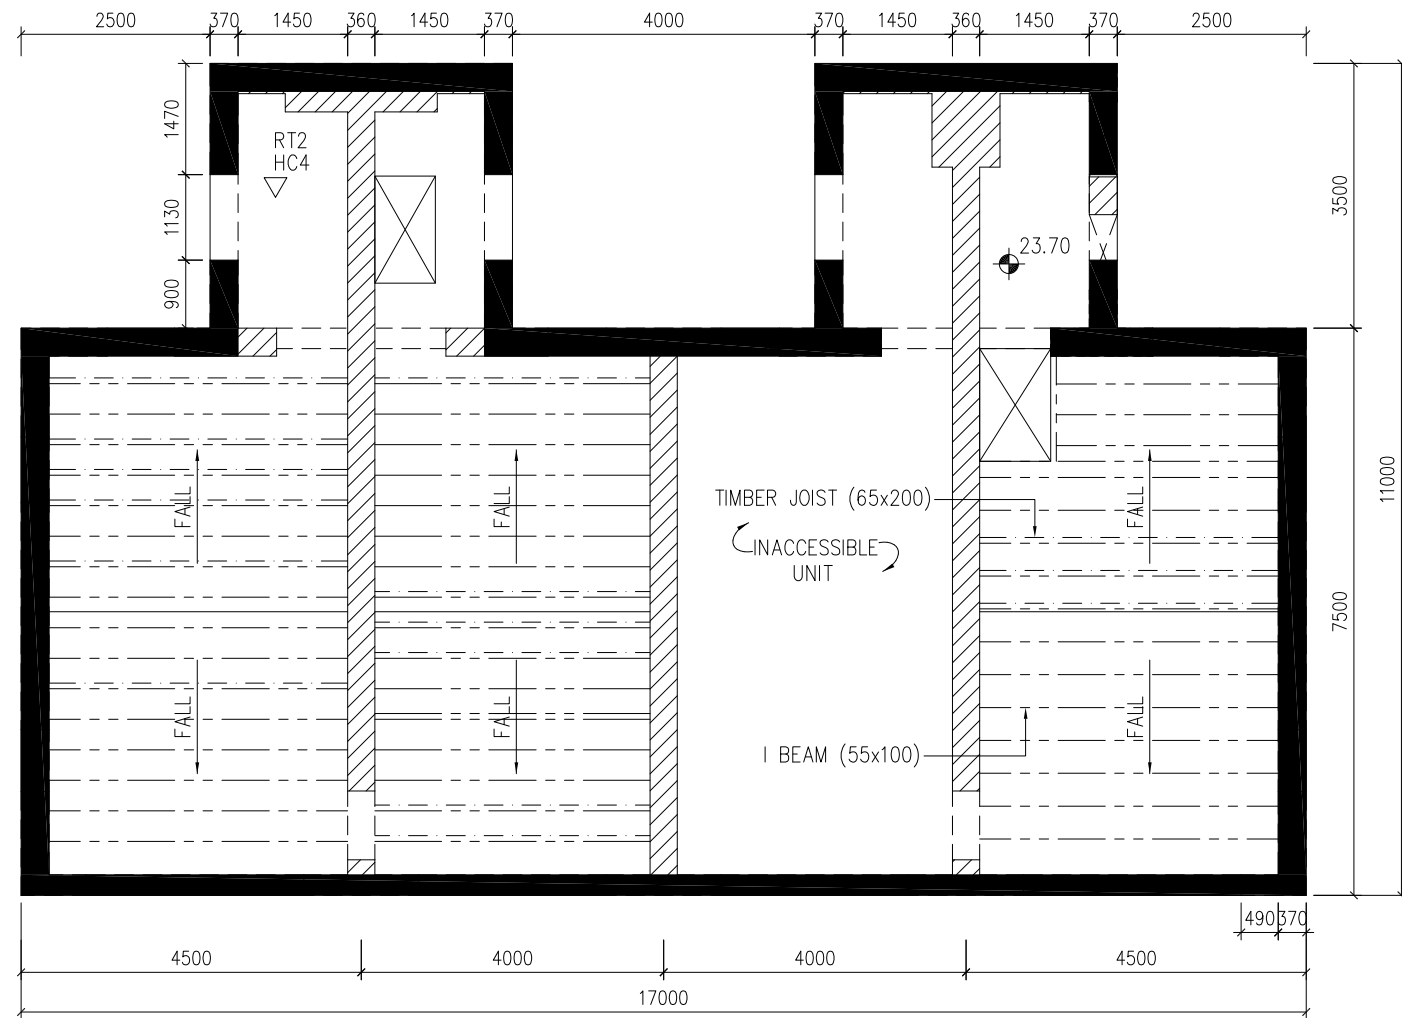 2500 370 1450 360 1450 370 4000 370 1450 360 1450 370 2500
1470
1130
900
RT2
HC4
23.70
3500
11000
7500
FALL
FALL
FALL
TIMBER JOIST (65x200)
INACCESSIBLE
UNIT
FALL
FALL
FALL
I BEAM (55x100)
490 370
4500 4000 4000 4500
17000